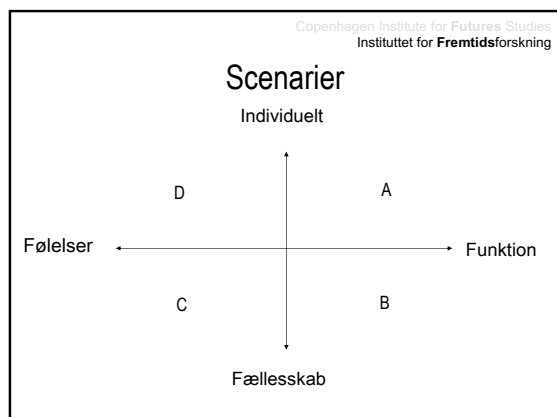 Copenhagen Institute for Futures Studies
Instituttet for Fremtidsforskning
Scenarier
Individuelt
D
A
Følelser
Funktion
C
B
Fællesskab